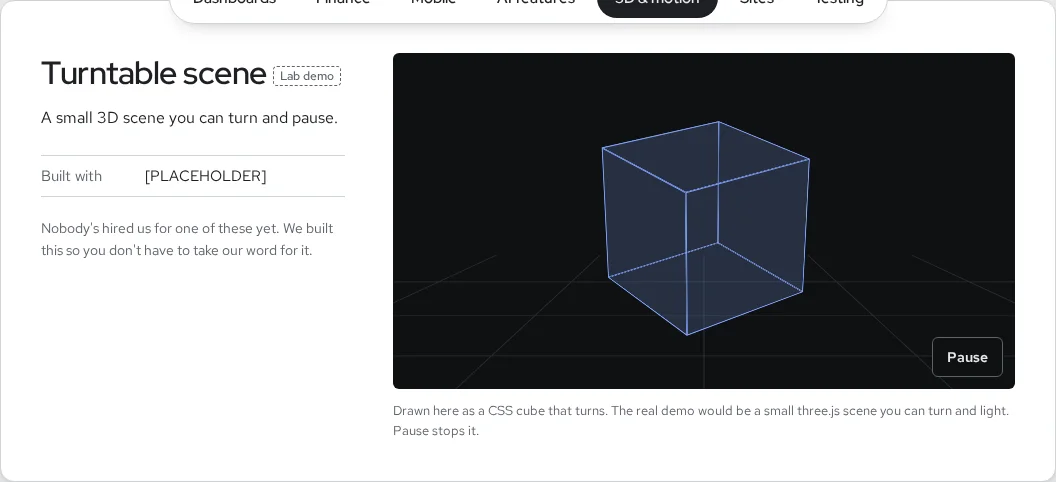 Dashboards Finance Mobile AI features 3D & motion Sites Testing
Turntable scene Lab demo
A small 3D scene you can turn and pause.
Built with [PLACEHOLDER]
Nobody's hired us for one of these yet. We built
this so you don't have to take our word for it.
Pause
Drawn here as a CSS cube that turns. The real demo would be a small three.js scene you can turn and light.
Pause stops it.